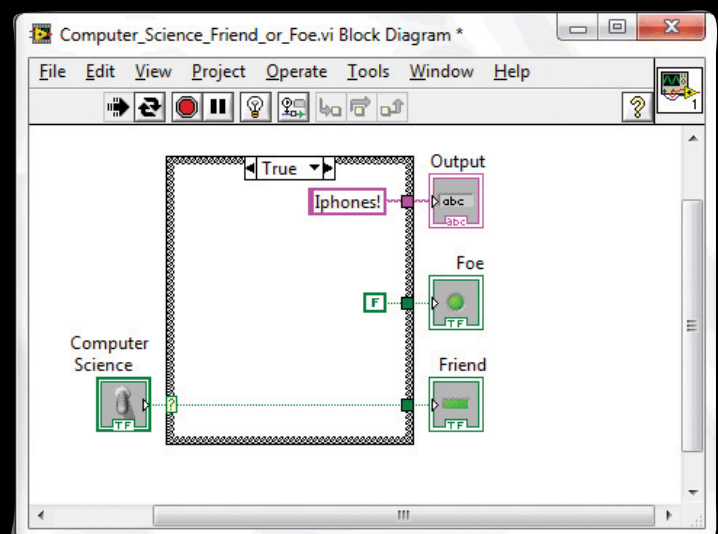 Computer_Science_Friend_or_Foe.vi Block Diagram *
File Edit View Project Operate Tools Window Help
? 1
True
Output
Iphones!
abc
abc
Foe
F
TF
Computer
Science
Friend
?
TF
TF